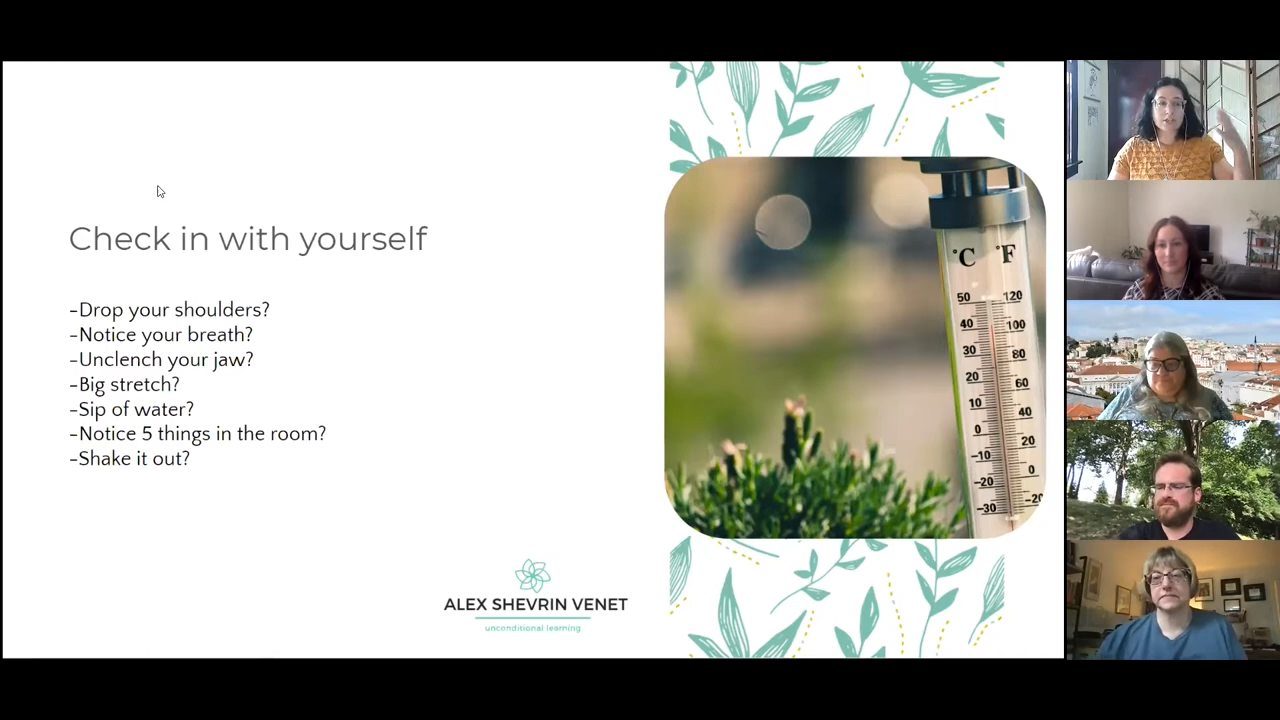 Check in with yourself
-Drop your shoulders?
-Notice your breath?
-Unclench your jaw?
-Big stretch?
-Sip of water?
-Notice 5 things in the room?
-Shake it out?
ALEX SHEVRIN VENET
unconditional learning
°C °F
50 120
40 100
30 80
20 60
10 40
0 20
-10 0
-20 -20
-30